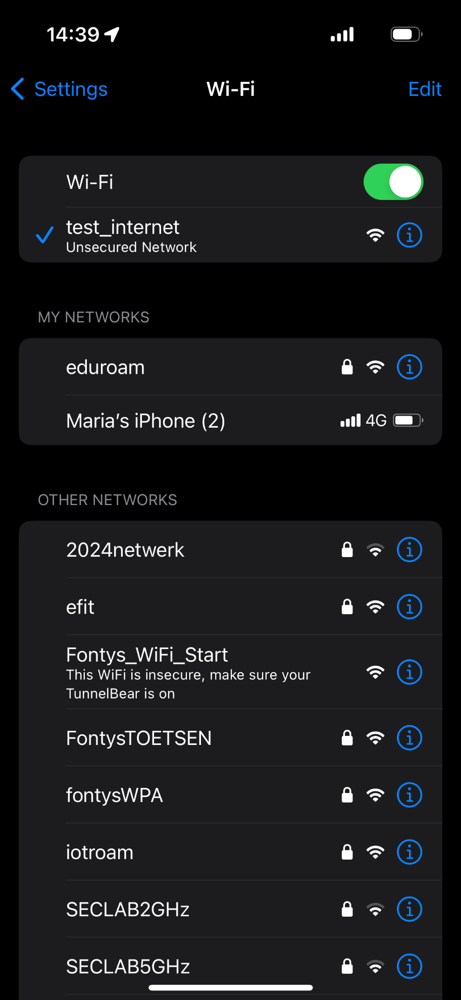 14:39
Settings
Wi-Fi
Edit
Wi-Fi
test_internet
Unsecured Network
MY NETWORKS
eduroam
Maria’s iPhone (2)
4G
OTHER NETWORKS
2024netwerk
efit
Fontys_WiFi_Start
This WiFi is insecure, make sure your
TunnelBear is on
FontysTOETSEN
fontysWPA
iotroam
SECLAB2GHz
SECLAB5GHz